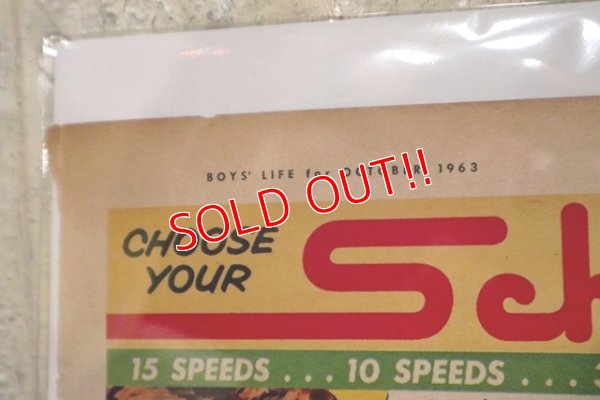 BOYS' LIFE for OCTOBER 1963
SOLD OUT!!
CHOOSE
YOUR
Sch
15 SPEEDS . . . 10 SPEEDS . . .